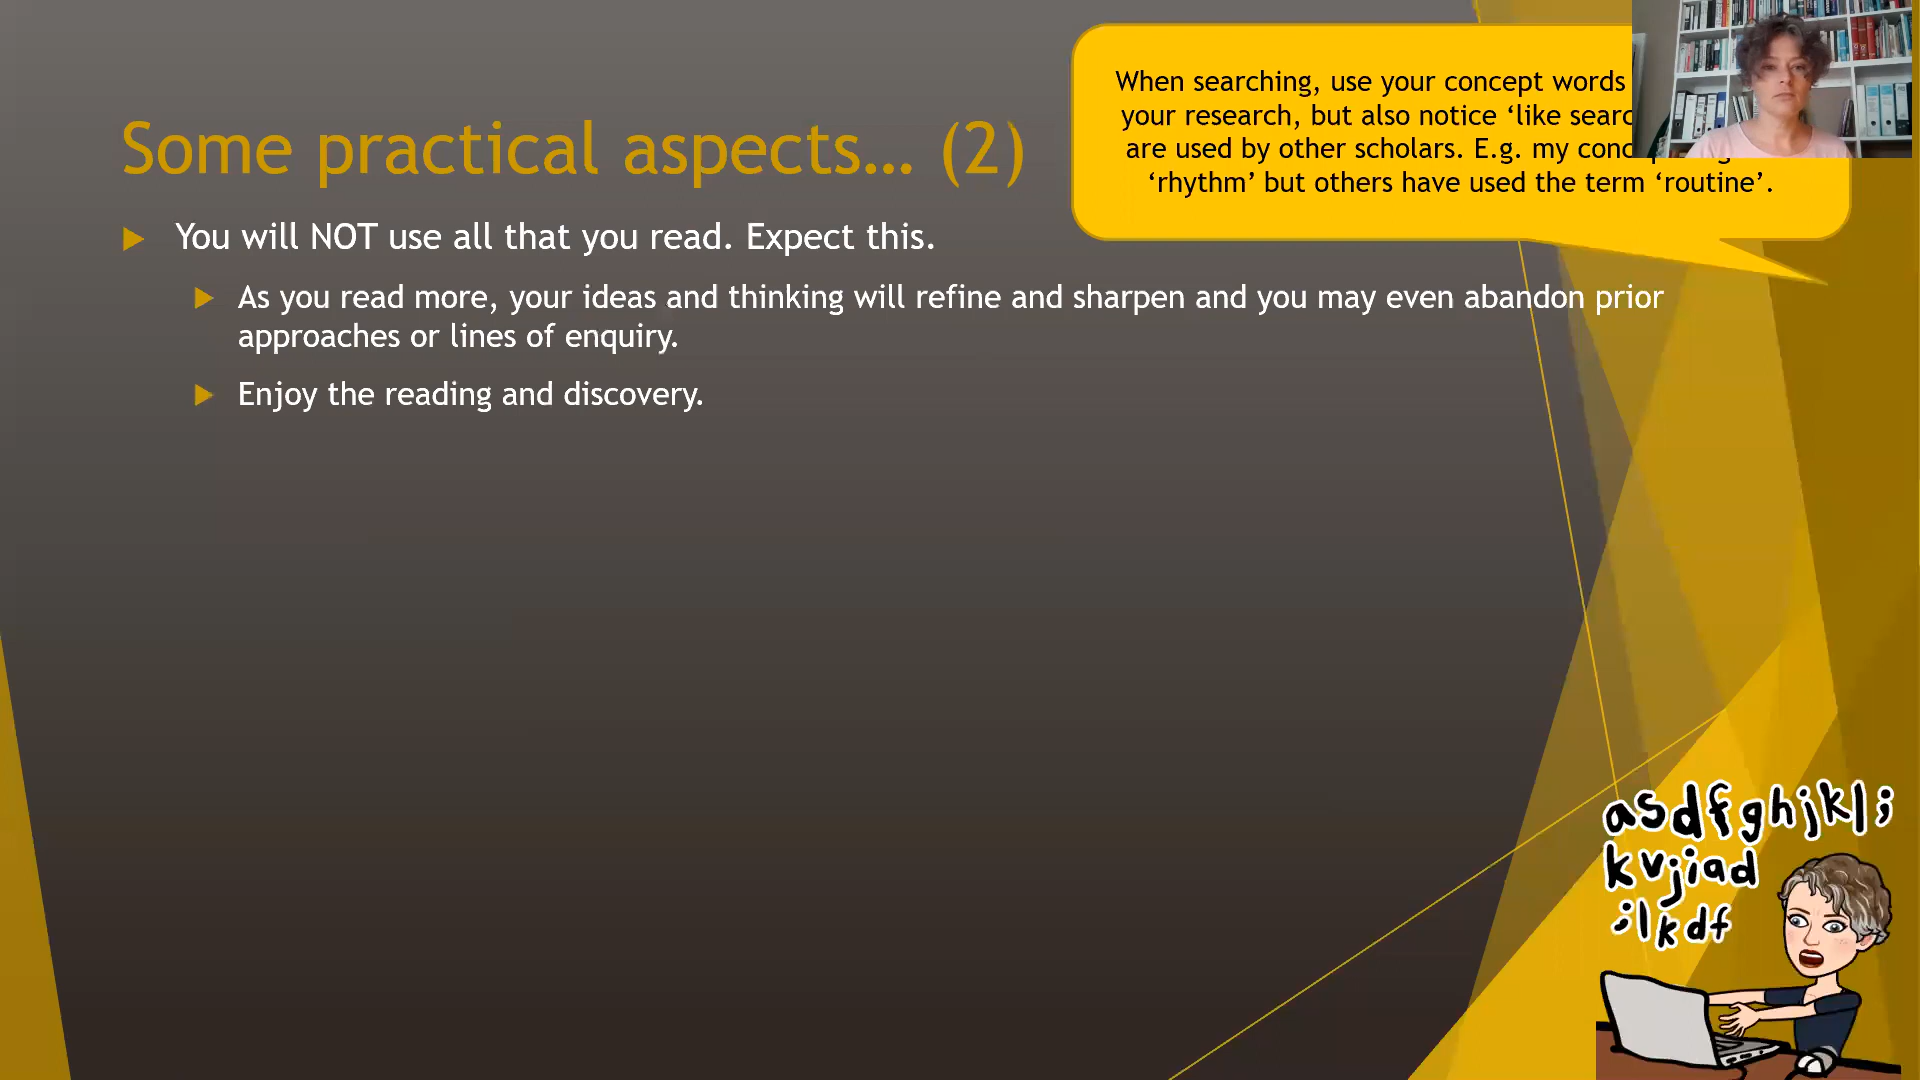 Some practical aspects... (2)
When searching, use your concept words
your research, but also notice ‘like
are used by other scholars. E.g. my
‘rhythm’ but others have used the term ‘routine’.
You will NOT use all that you read. Expect this.
As you read more, your ideas and thinking will refine and sharpen and you may even abandon prior
approaches or lines of enquiry.
Enjoy the reading and discovery.
asdfghjkl;
kvjiad
;lkdf